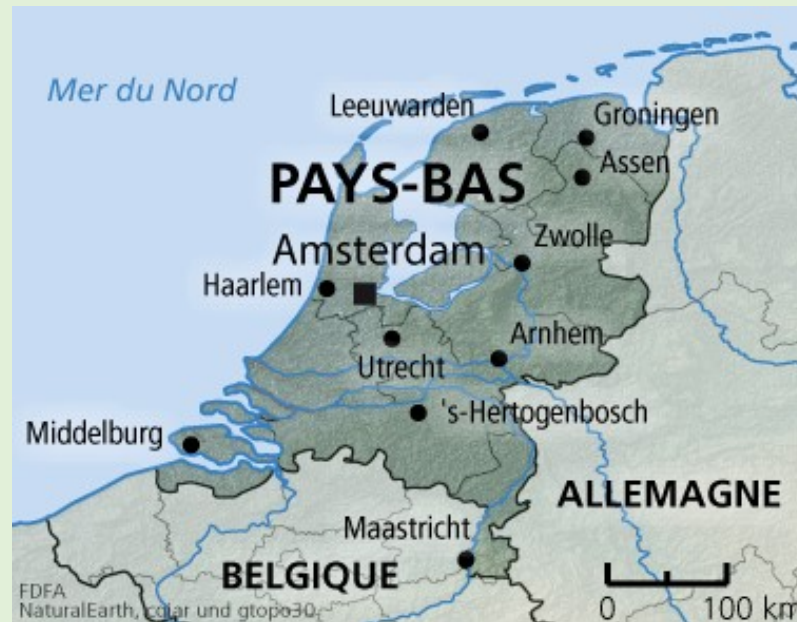 Mer du Nord
Leeuwarden
Groningen
Assen
PAYS-BAS
Zwolle
Amsterdam
Haarlem
Arnhem
Utrecht
's-Hertogenbosch
Middelburg
ALLEMAGNE
Maastricht
BELGIQUE
FDFA
NaturalEarth, cgiar und gtopo30
0 100 km